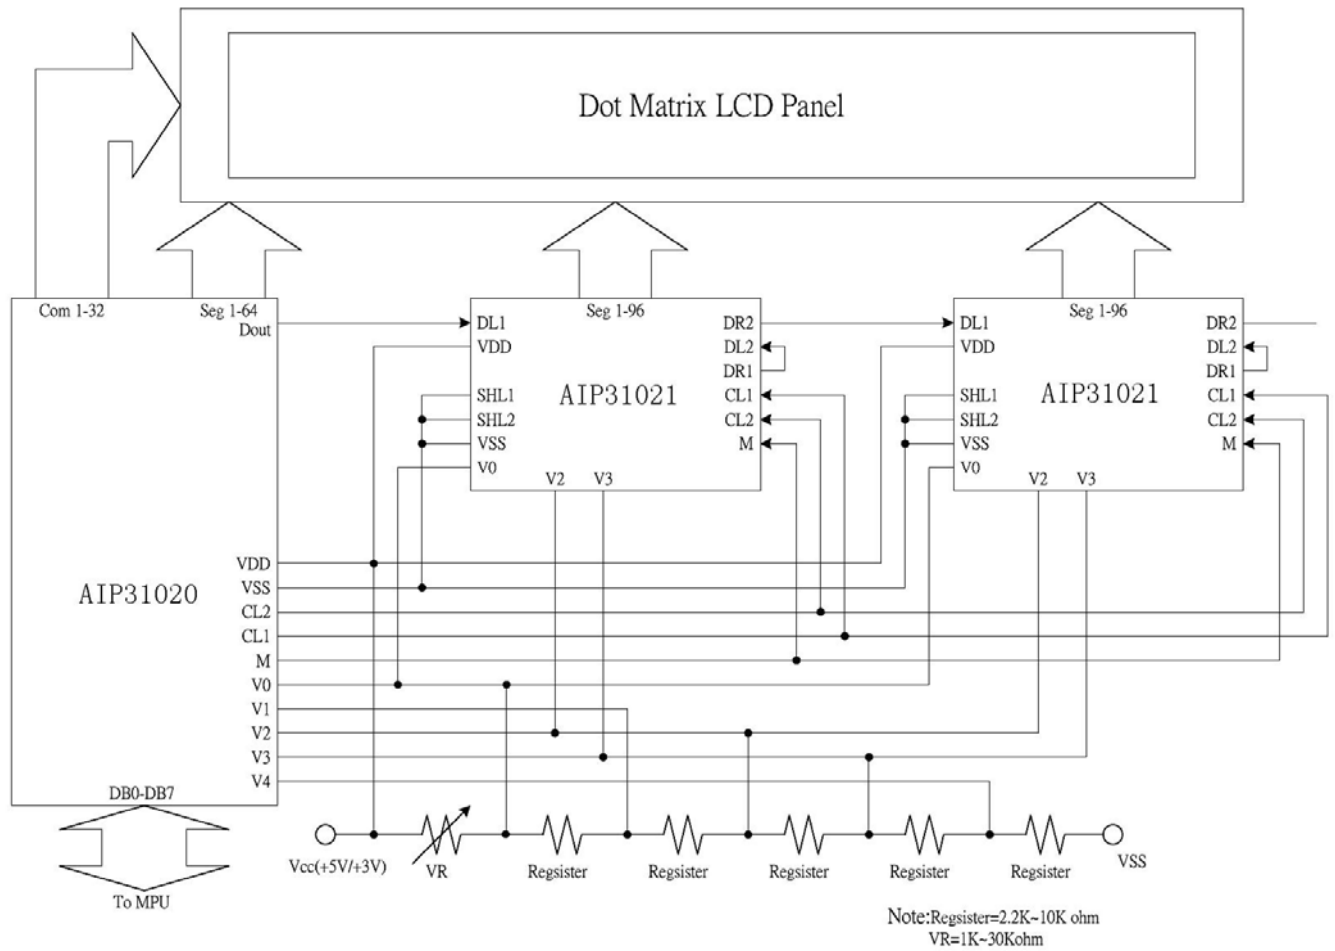 Dot Matrix LCD Panel
Com 1-32
Seg 1-64
Dout
AIP31020
VDD
VSS
CL2
CL1
M
V0
V1
V2
V3
V4
DB0-DB7
To MPU
Seg 1-96
DL1
VDD
SHL1
SHL2
VSS
V0
AIP31021
DR2
DL2
DR1
CL1
CL2
M
V2
V3
Seg 1-96
DL1
VDD
SHL1
SHL2
VSS
V0
AIP31021
DR2
DL2
DR1
CL1
CL2
M
V2
V3
Vcc(+5V/+3V)
VR
Regsister
Regsister
Regsister
Regsister
Regsister
VSS
Note:Regsister=2.2K~10K ohm
VR=1K~30Kohm